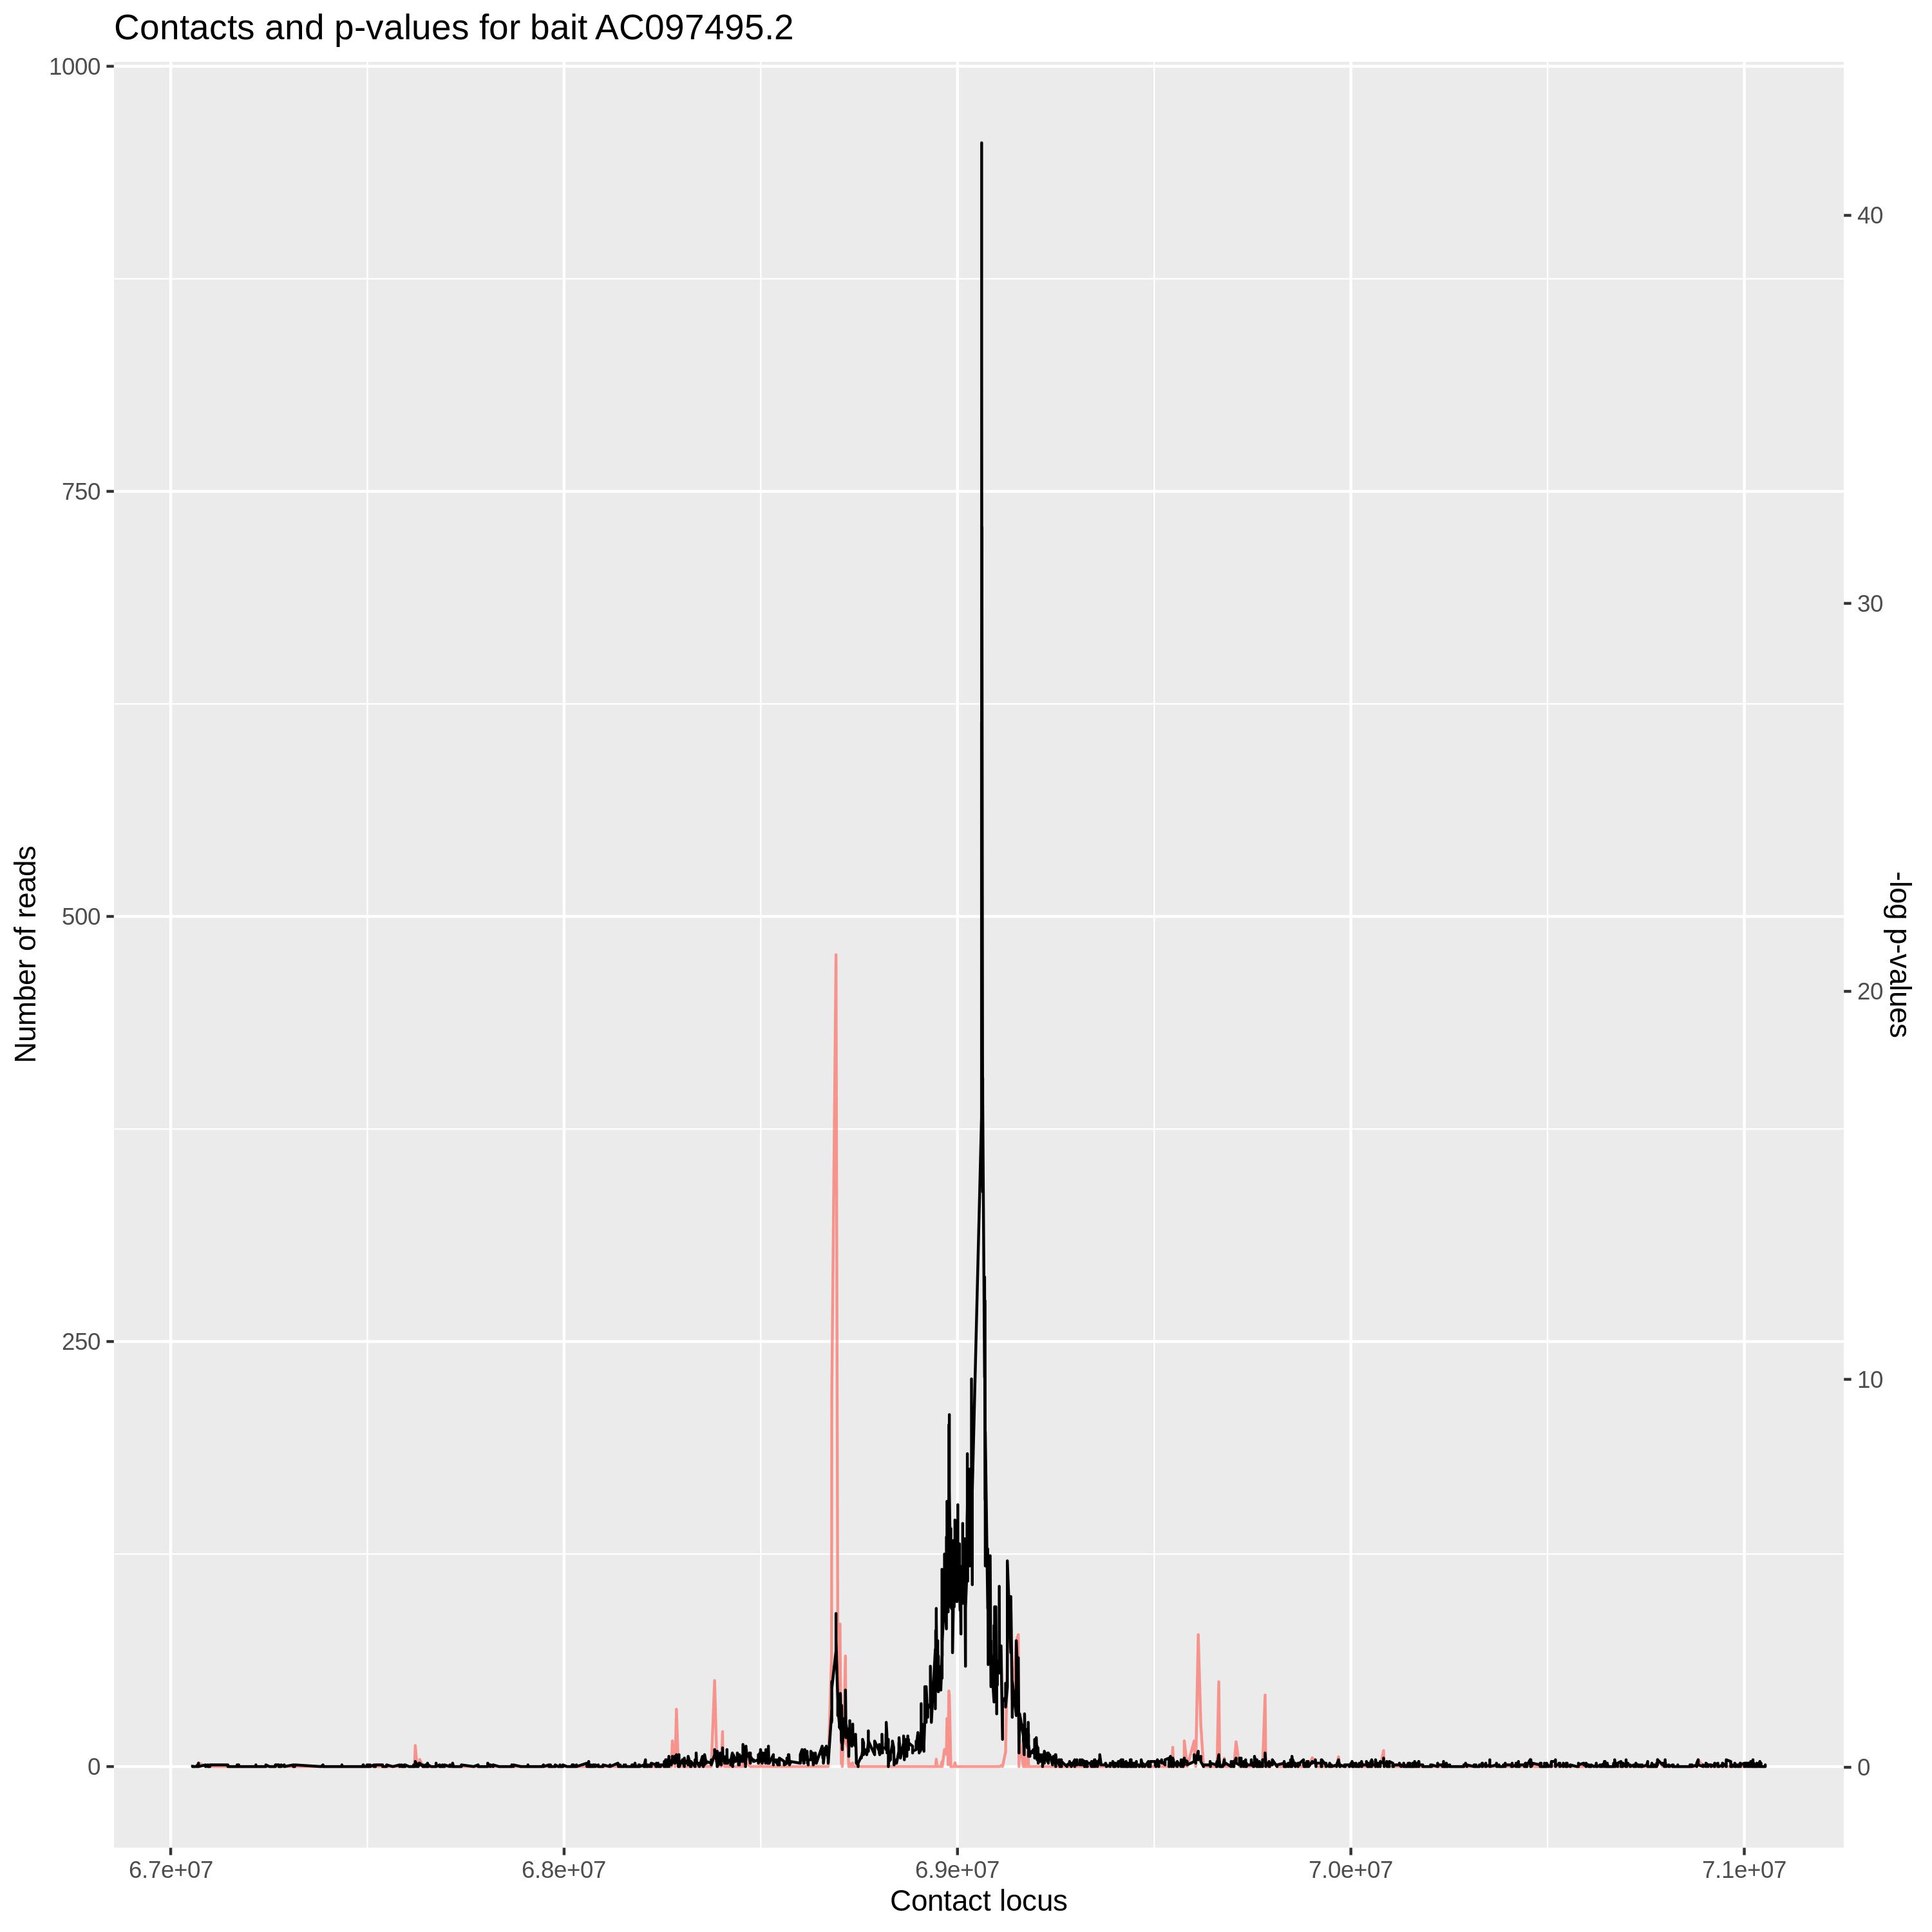 Contacts and p-values for bait AC097495.2
1000
750
500
250
0
Number of reads
40
30
20
10
0
-log p-values
6.7e+07 6.8e+07 6.9e+07 7.0e+07 7.1e+07
Contact locus